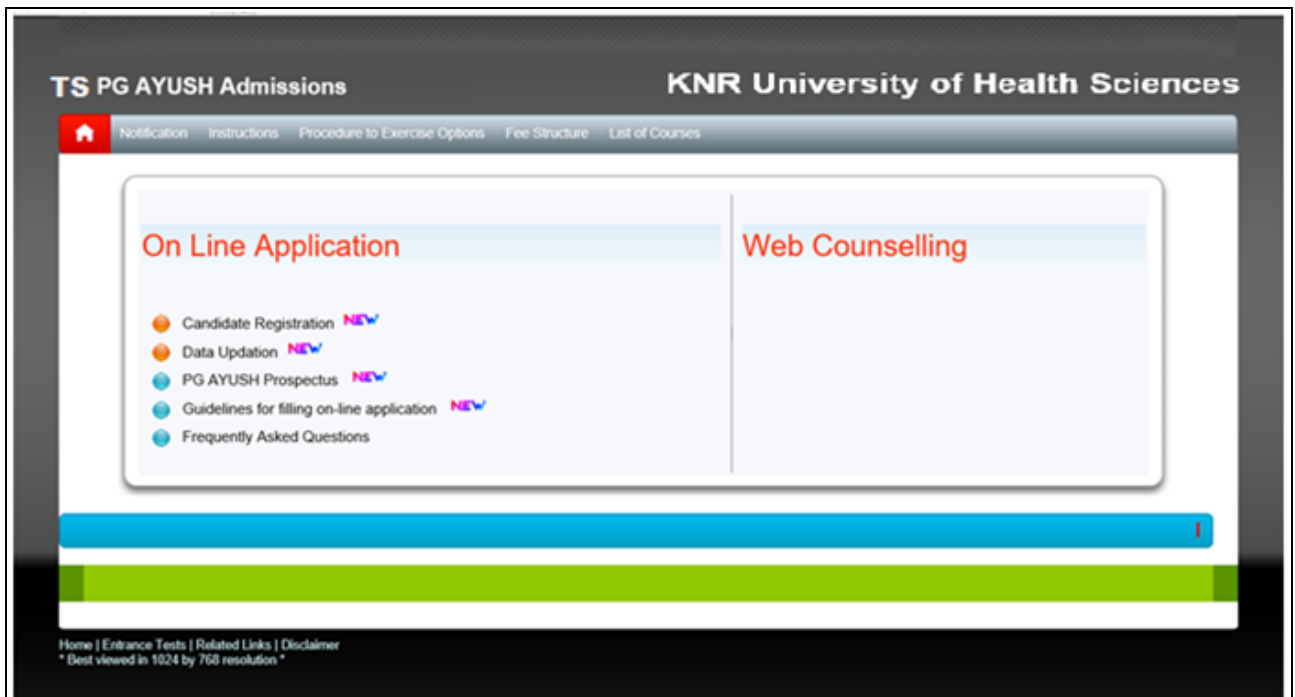 TS PG AYUSH Admissions
KNR University of Health Sciences
Notification Instructions Procedure to Exercise Options Fee Structure List of Courses
On Line Application
Candidate Registration NEW
Data Updation NEW
PG AYUSH Prospectus NEW
Guidelines for filling on-line application NEW
Frequently Asked Questions
Web Counselling
Home | Entrance Tests | Related Links | Disclaimer
* Best viewed in 1024 by 768 resolution *